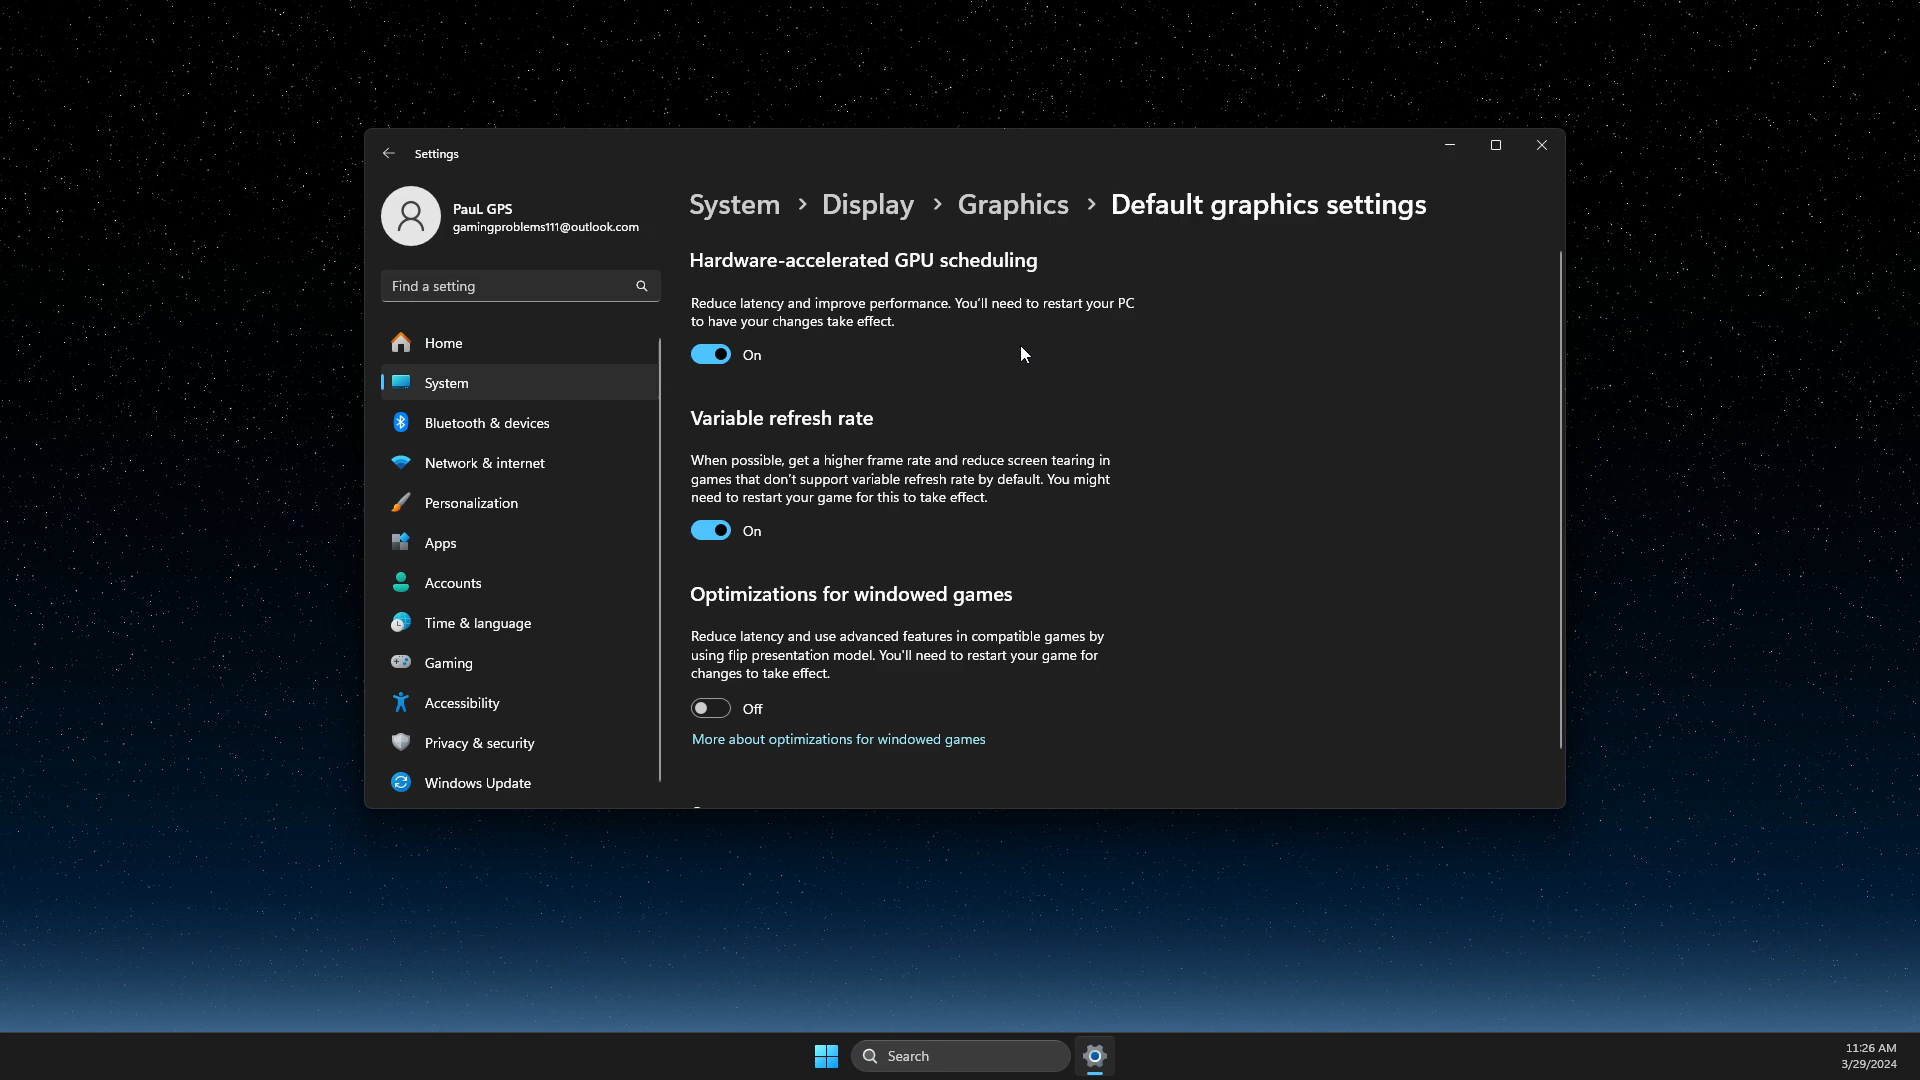 Settings
PauL GPS
gamingproblems111@outlook.com
Find a setting
Home
System
Bluetooth & devices
Network & internet
Personalization
Apps
Accounts
Time & language
Gaming
Accessibility
Privacy & security
Windows Update
System > Display > Graphics > Default graphics settings
Hardware-accelerated GPU scheduling
Reduce latency and improve performance. You'll need to restart your PC
to have your changes take effect.
On
Variable refresh rate
When possible, get a higher frame rate and reduce screen tearing in
games that don't support variable refresh rate by default. You might
need to restart your game for this to take effect.
On
Optimizations for windowed games
Reduce latency and use advanced features in compatible games by
using flip presentation model. You'll need to restart your game for
changes to take effect.
Off
More about optimizations for windowed games
Search
11:26 AM
3/29/2024